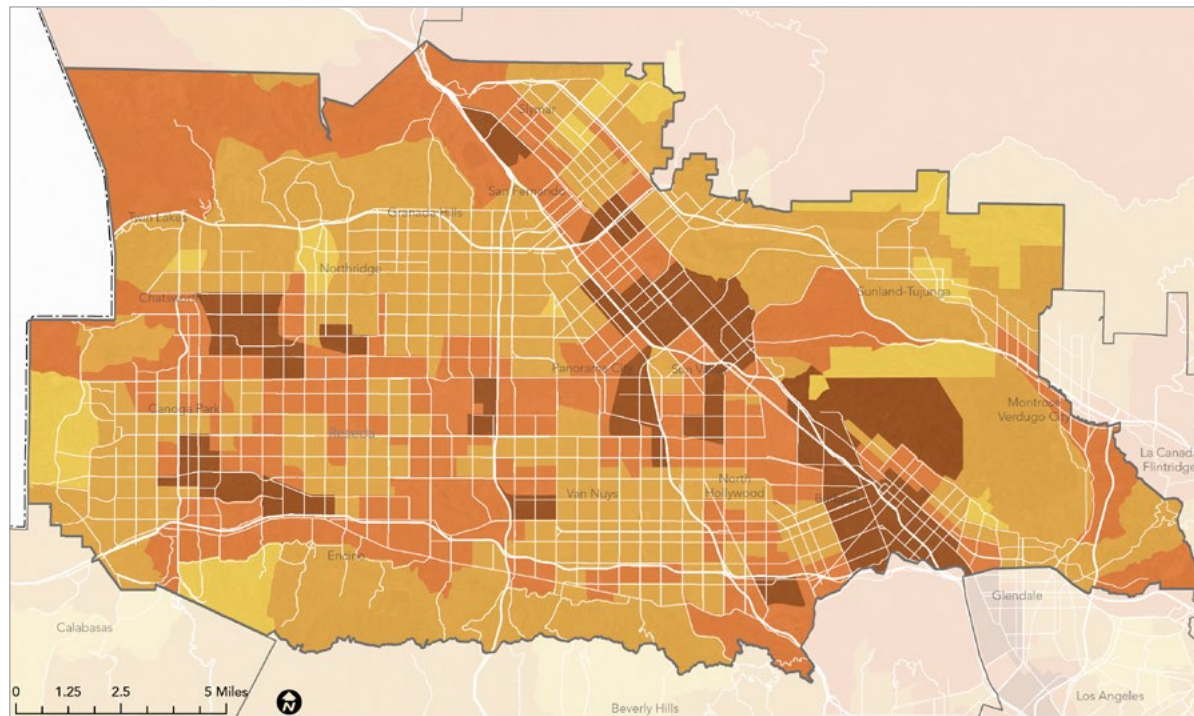 Sylmar
San Fernando
Twin Lakes
Granada Hills
Northridge
Chatsworth
Sunland-Tujunga
Panorama City
Sun Valley
Canoga Park
Reseda
Montrose
Verdugo City
La Canada
Flintridge
North
Hollywood
Van Nuys
Burbank
Encino
Glendale
Calabasas
0 1.25 2.5 5 Miles
N
Los Angeles
Beverly Hills